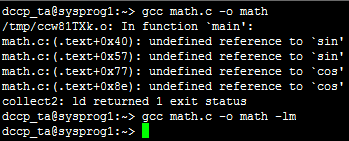 dccp_ta@sysprog1:~> gcc math.c -o math
/tmp/ccw81TXk.o: In function `main':
math.c:(.text+0x40): undefined reference to `sin'
math.c:(.text+0x57): undefined reference to `sin'
math.c:(.text+0x77): undefined reference to `cos'
math.c:(.text+0x8e): undefined reference to `cos'
collect2: ld returned 1 exit status
dccp_ta@sysprog1:~> gcc math.c -o math -lm
dccp_ta@sysprog1:~>